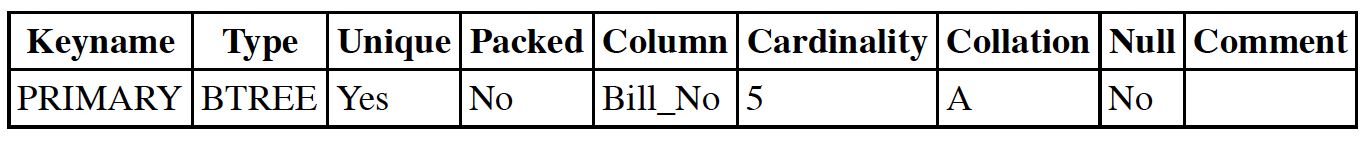 Keyname Type Unique Packed Column Cardinality Collation Null Comment
PRIMARY BTREE Yes No Bill_No 5 A No